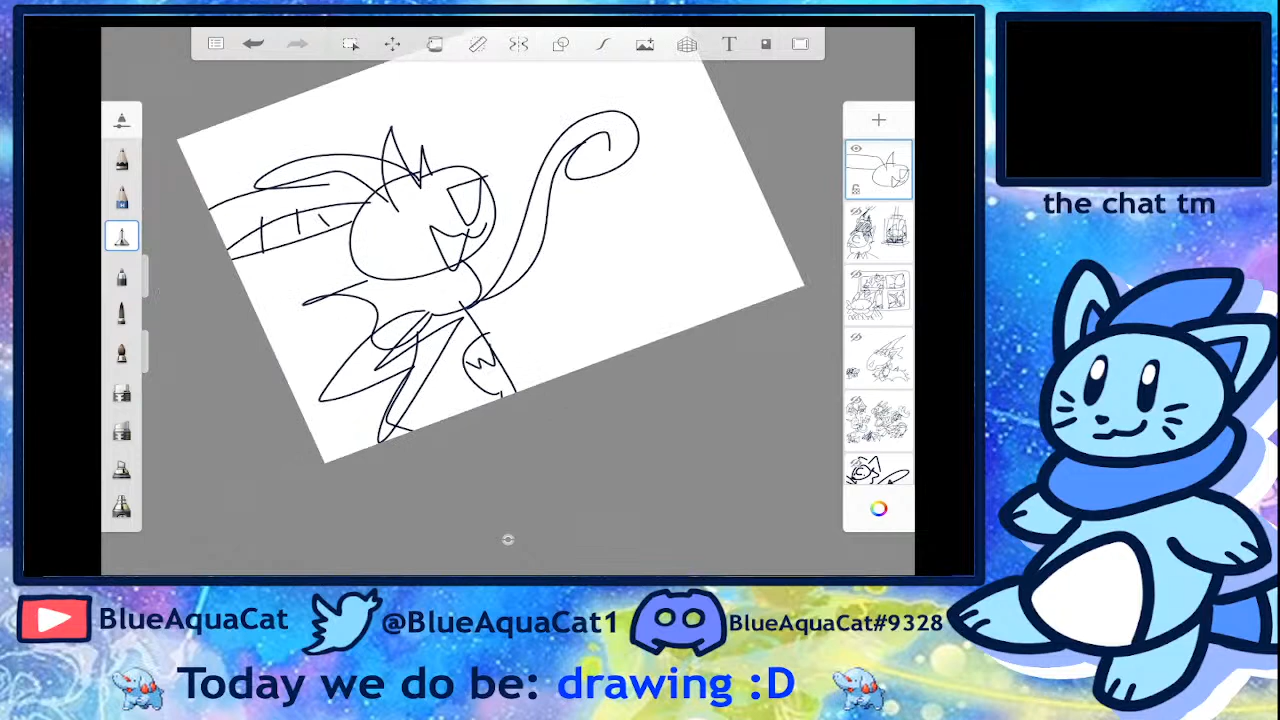 T
the chat tm
BlueAquaCat
@BlueAquaCat1
BlueAquaCat#9328
Today we do be: drawing :D